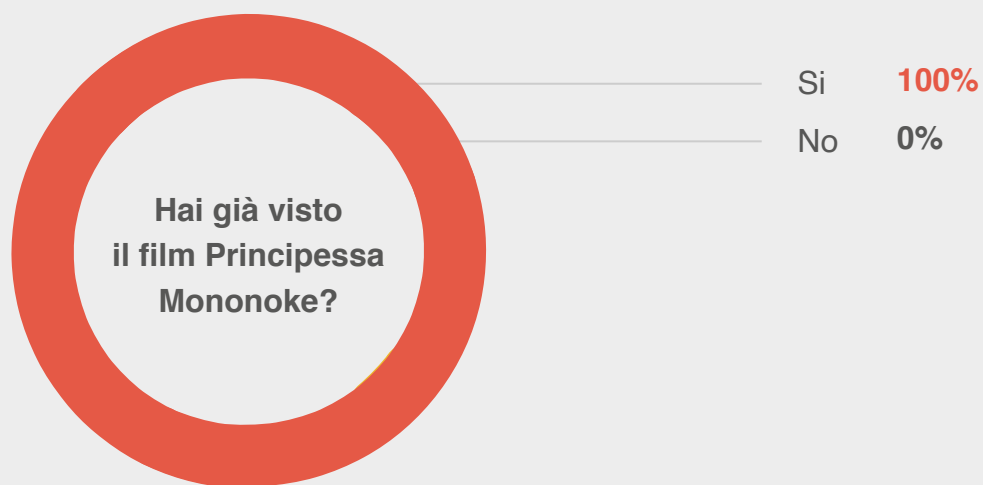 Hai già visto
il film Principessa
Mononoke?
Si 100%
No 0%